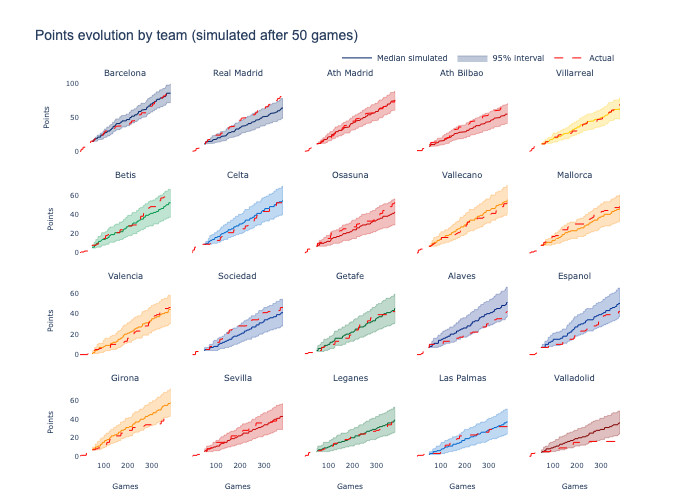 Points evolution by team (simulated after 50 games)
Median simulated 95% interval Actual
Barcelona Real Madrid Ath Madrid Ath Bilbao Villarreal
100
50
0
Points
Betis Celta Osasuna Vallecano Mallorca
60
40
20
0
Points
Valencia Sociedad Getafe Alaves Espanol
60
40
20
0
Points
Girona Sevilla Leganes Las Palmas Valladolid
60
40
20
0
Points
100 200 300 100 200 300 100 200 300 100 200 300 100 200 300
Games Games Games Games Games